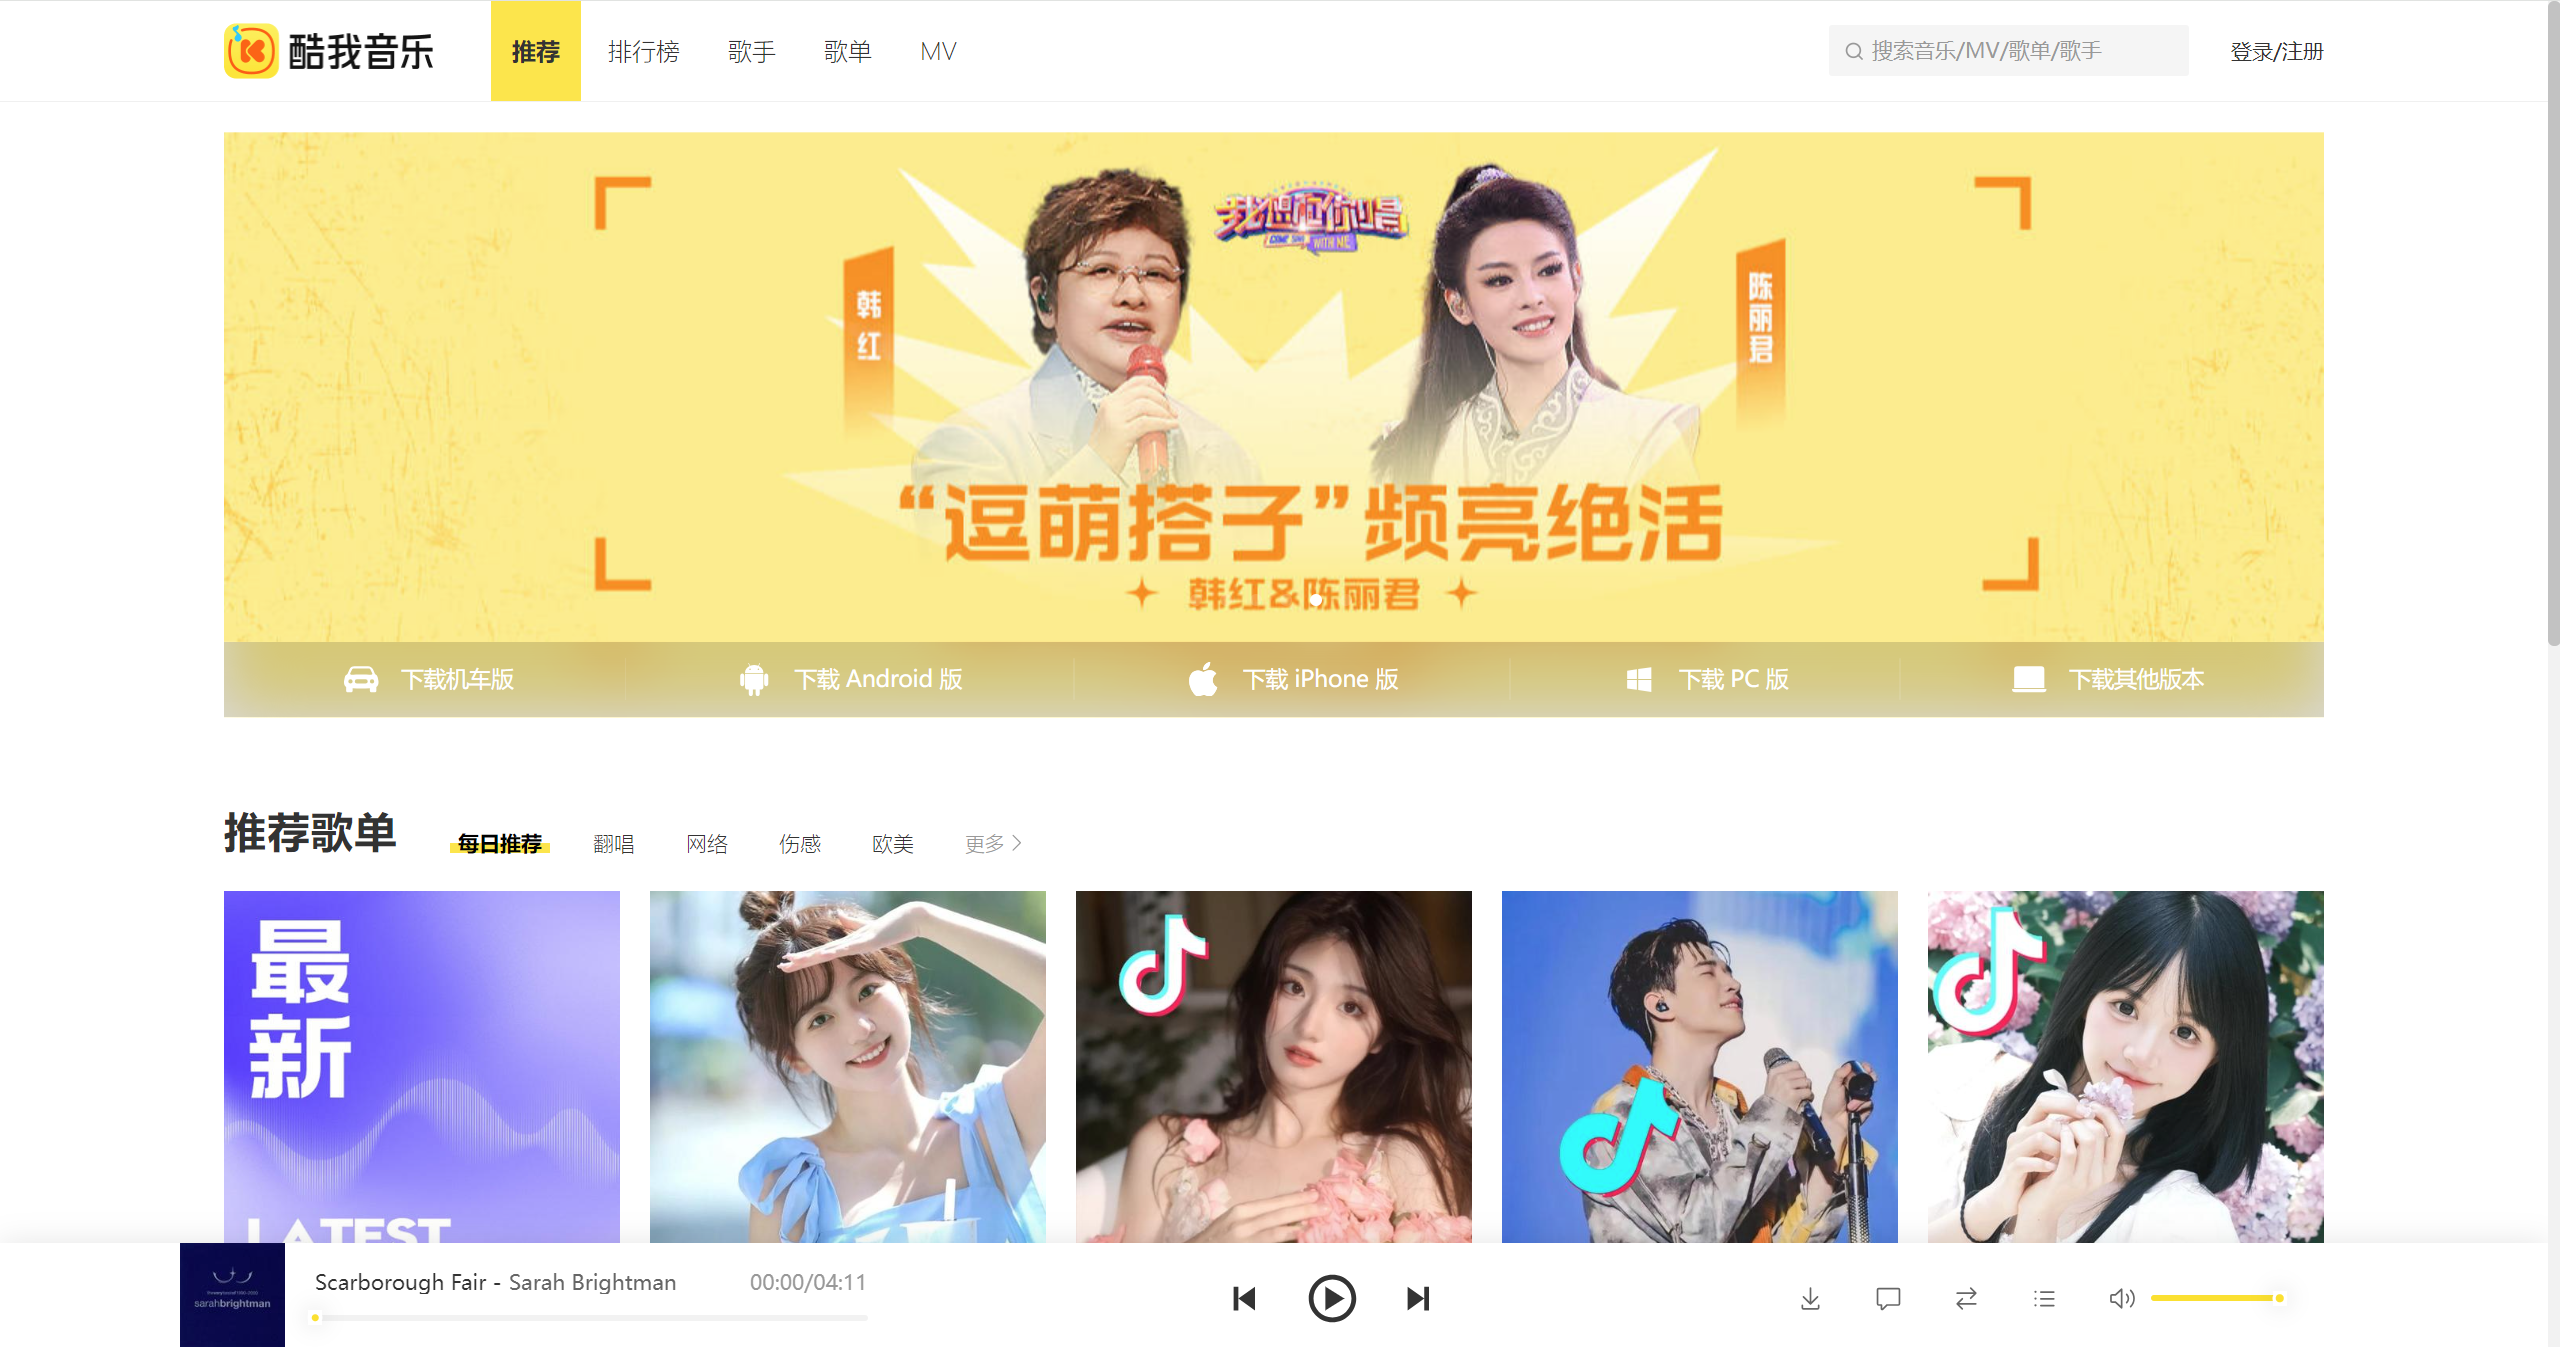 酷我音乐
推荐
排行榜
歌手
歌单
MV
搜索音乐/MV/歌单/歌手
登录/注册
我想和你唱
COME SING WITH ME
韩红
陈丽君
“逗萌搭子”频亮绝活
韩红&陈丽君
下载机车版
下载 Android 版
下载 iPhone 版
下载 PC 版
下载其他版本
推荐歌单
每日推荐
翻唱
网络
伤感
欧美
更多
最新
LATEST
sarahbrightman
Scarborough Fair - Sarah Brightman
00:00/04:11